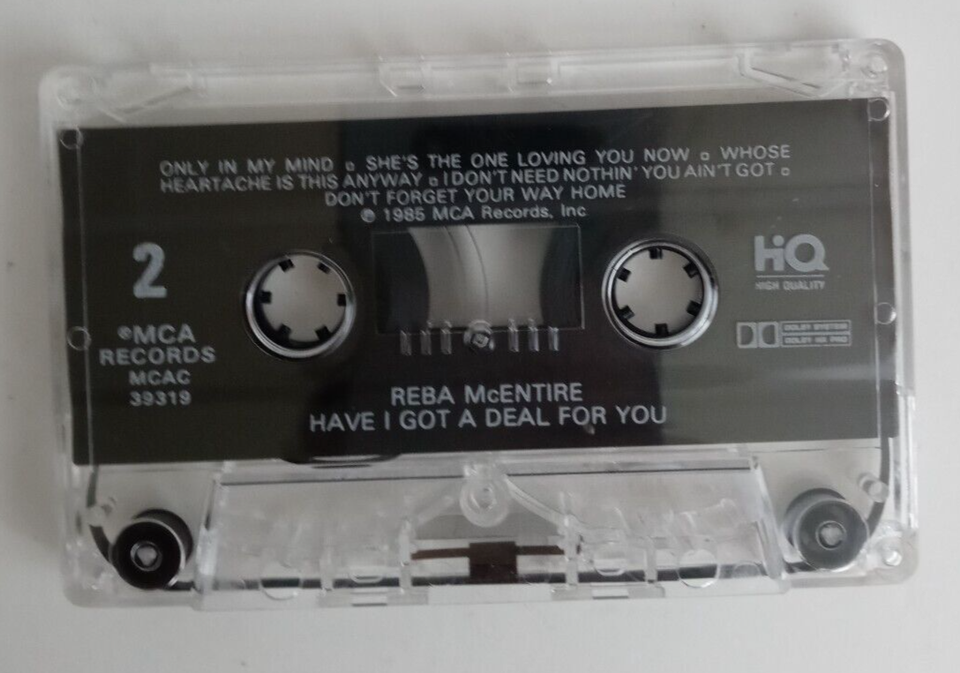 ONLY IN MY MIND ▫ SHE'S THE ONE LOVING YOU NOW ▫ WHOSE
HEARTACHE IS THIS ANYWAY ▫ I DON'T NEED NOTHIN' YOU AIN'T GOT ▫
DON'T FORGET YOUR WAY HOME
℗ 1985 MCA Records, Inc
2
HiQ
HIGH QUALITY
®MCA
RECORDS
MCAC
39319
DOLBY SYSTEM
DOLBY HX PRO
REBA McENTIRE
HAVE I GOT A DEAL FOR YOU